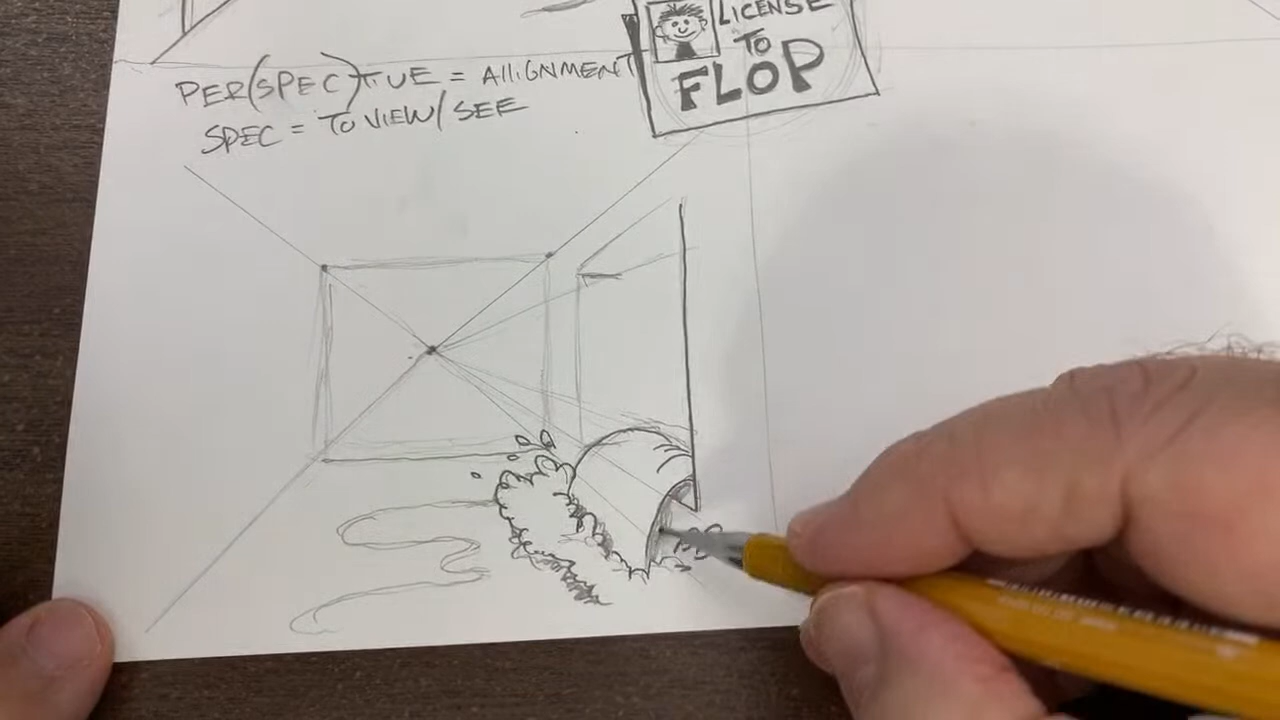 LICENSE
TO
FLOP
PER(SPEC)TIVE = AllIGNMENT
SPEC = TO VIEW/SEE